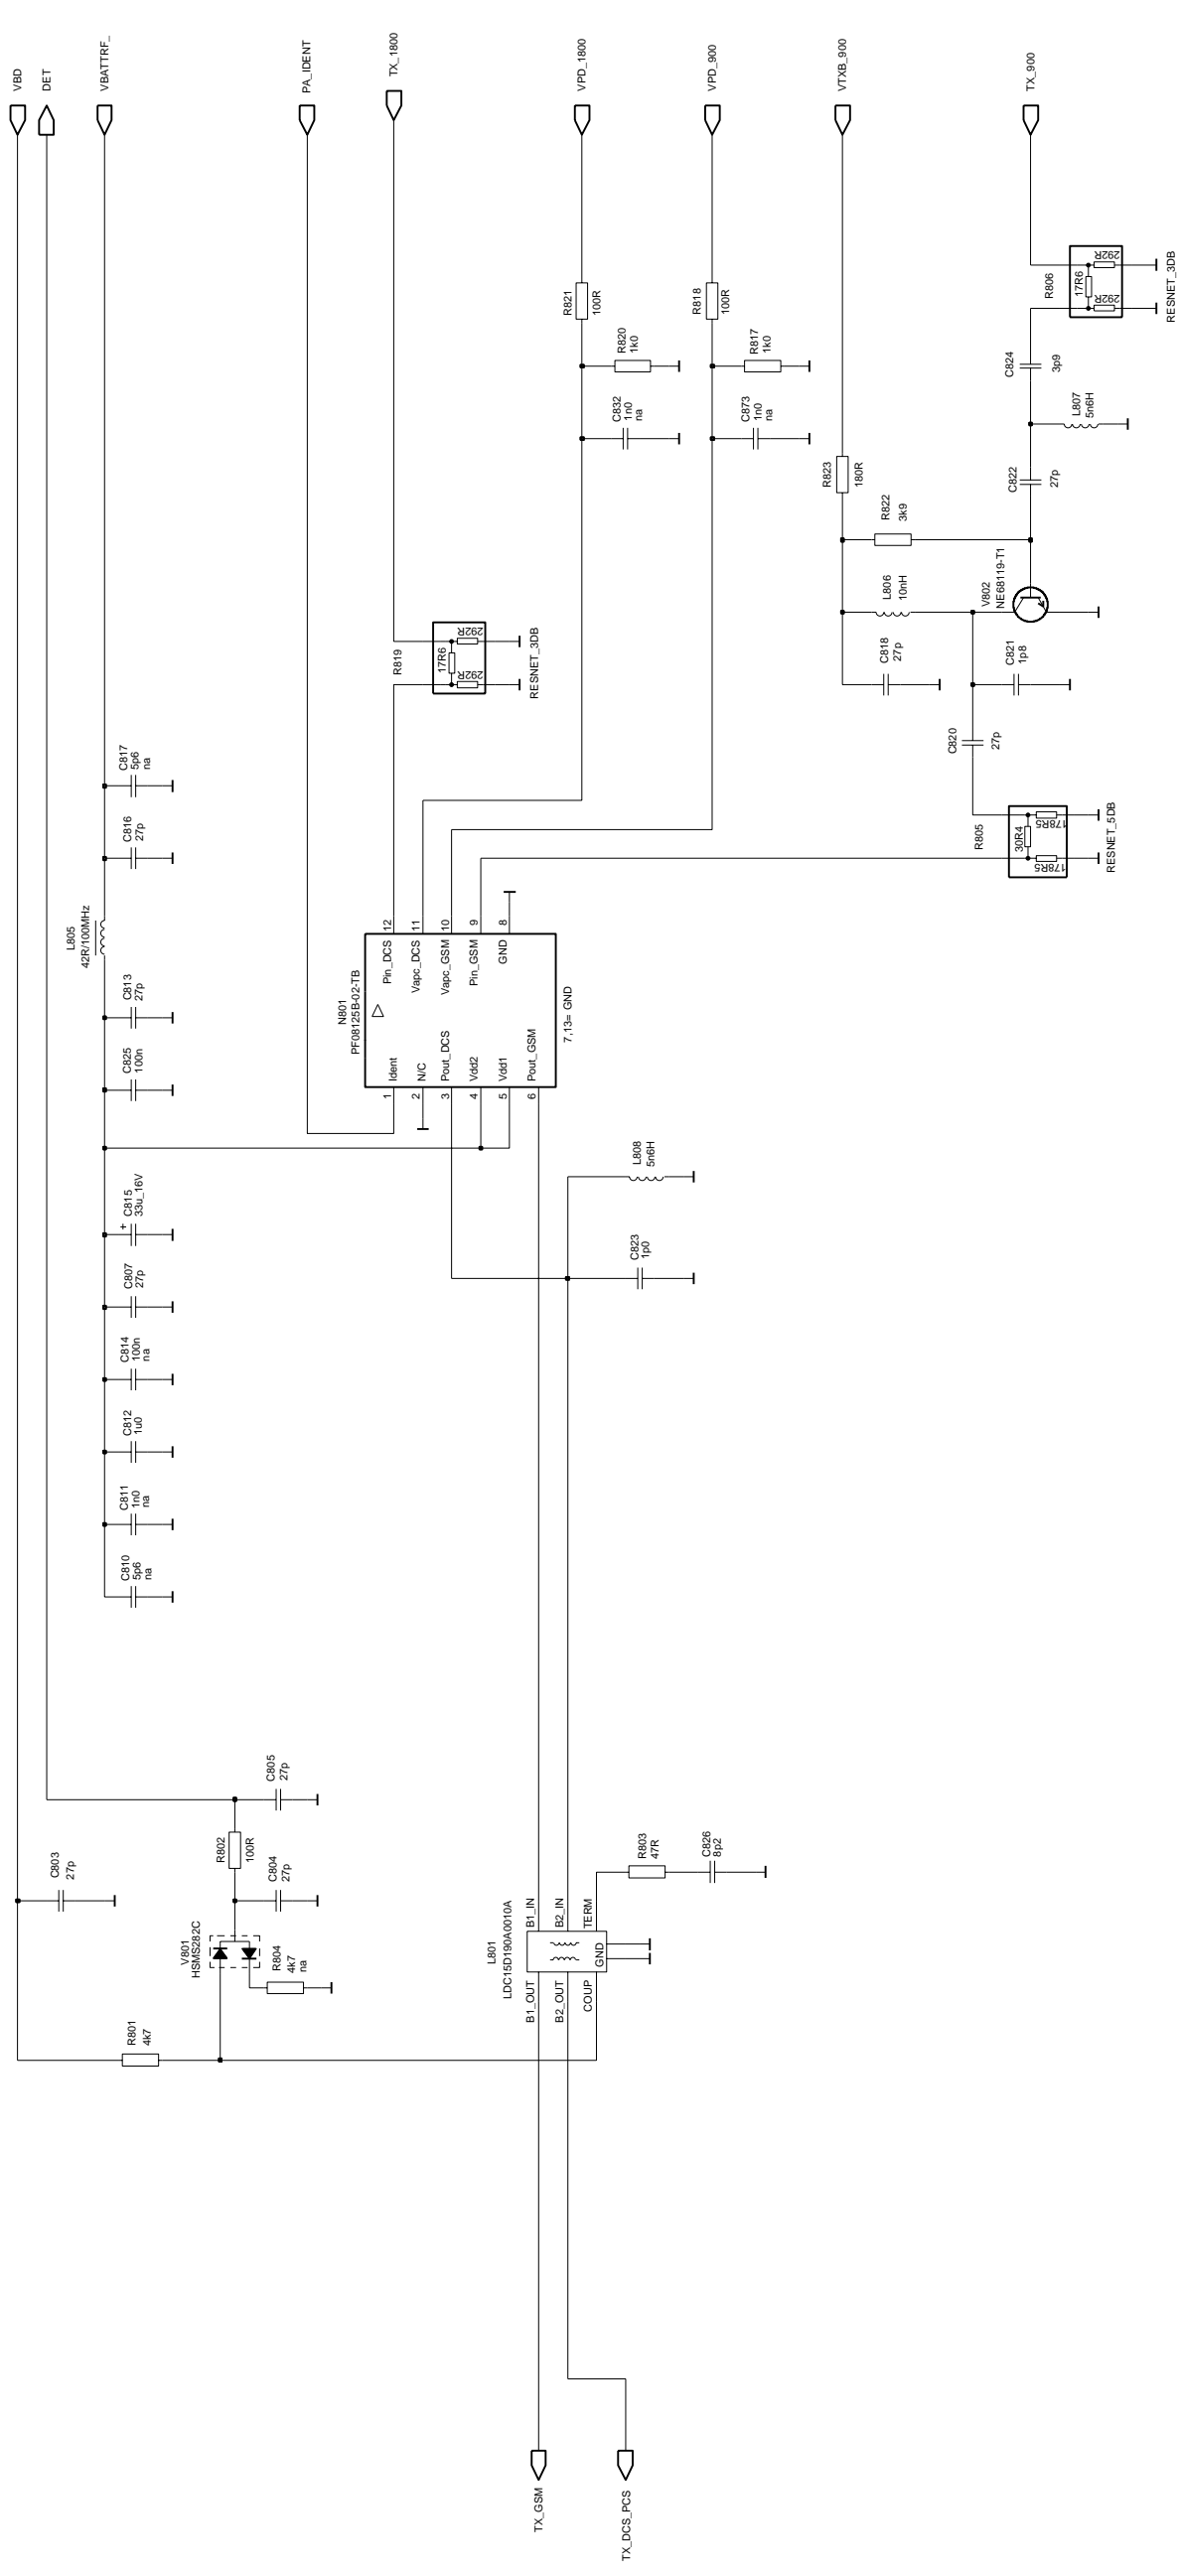 VBD
DET
VBATTRF_
PA_IDENT
TX_1800
VPD_1800
VPD_900
VTXB_900
TX_900
R806
17R6
292R
292R
RESNET_3DB
R821
100R
R818
100R
R820
1k0
R817
1k0
C824
3p9
C832
1n0
na
C873
1n0
na
L807
5n6H
R823
180R
R822
3k9
C822
27p
L806
10nH
V802
NE68119-T1
R819
17R6
292R
292R
RESNET_3DB
C818
27p
C821
1p8
C820
27p
C817
5p6
na
C816
27p
R805
30R4
178R5
178R5
RESNET_5DB
L805
42R/100MHz
C813
27p
C825
100n
N801
PF08125B-02-TB
12
11
10
9
8
Pin_DCS
Vapc_DCS
Vapc_GSM
Pin_GSM
GND
Ident
N/C
Pout_DCS
Vdd2
Vdd1
Pout_GSM
1
2
3
4
5
6
7,13= GND
L808
5n6H
C815
33u_16V
+
C823
1p0
C807
27p
C814
100n
na
C812
1u0
C811
1n0
na
C810
5p6
na
C805
27p
R802
100R
C803
27p
C804
27p
R803
47R
C826
8p2
V801
HSMS282C
R804
4k7
na
L801
LDC15D190A0010A
B1_IN
B2_IN
TERM
GND
B1_OUT
B2_OUT
COUP
R801
4k7
TX_GSM
TX_DCS_PCS